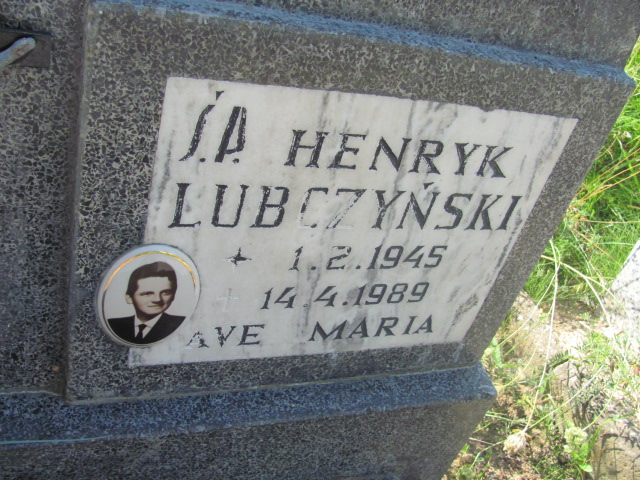 Ś.P. HENRYK
LUBCZYŃSKI
1.2.1945
14.4.1989
AVE MARIA